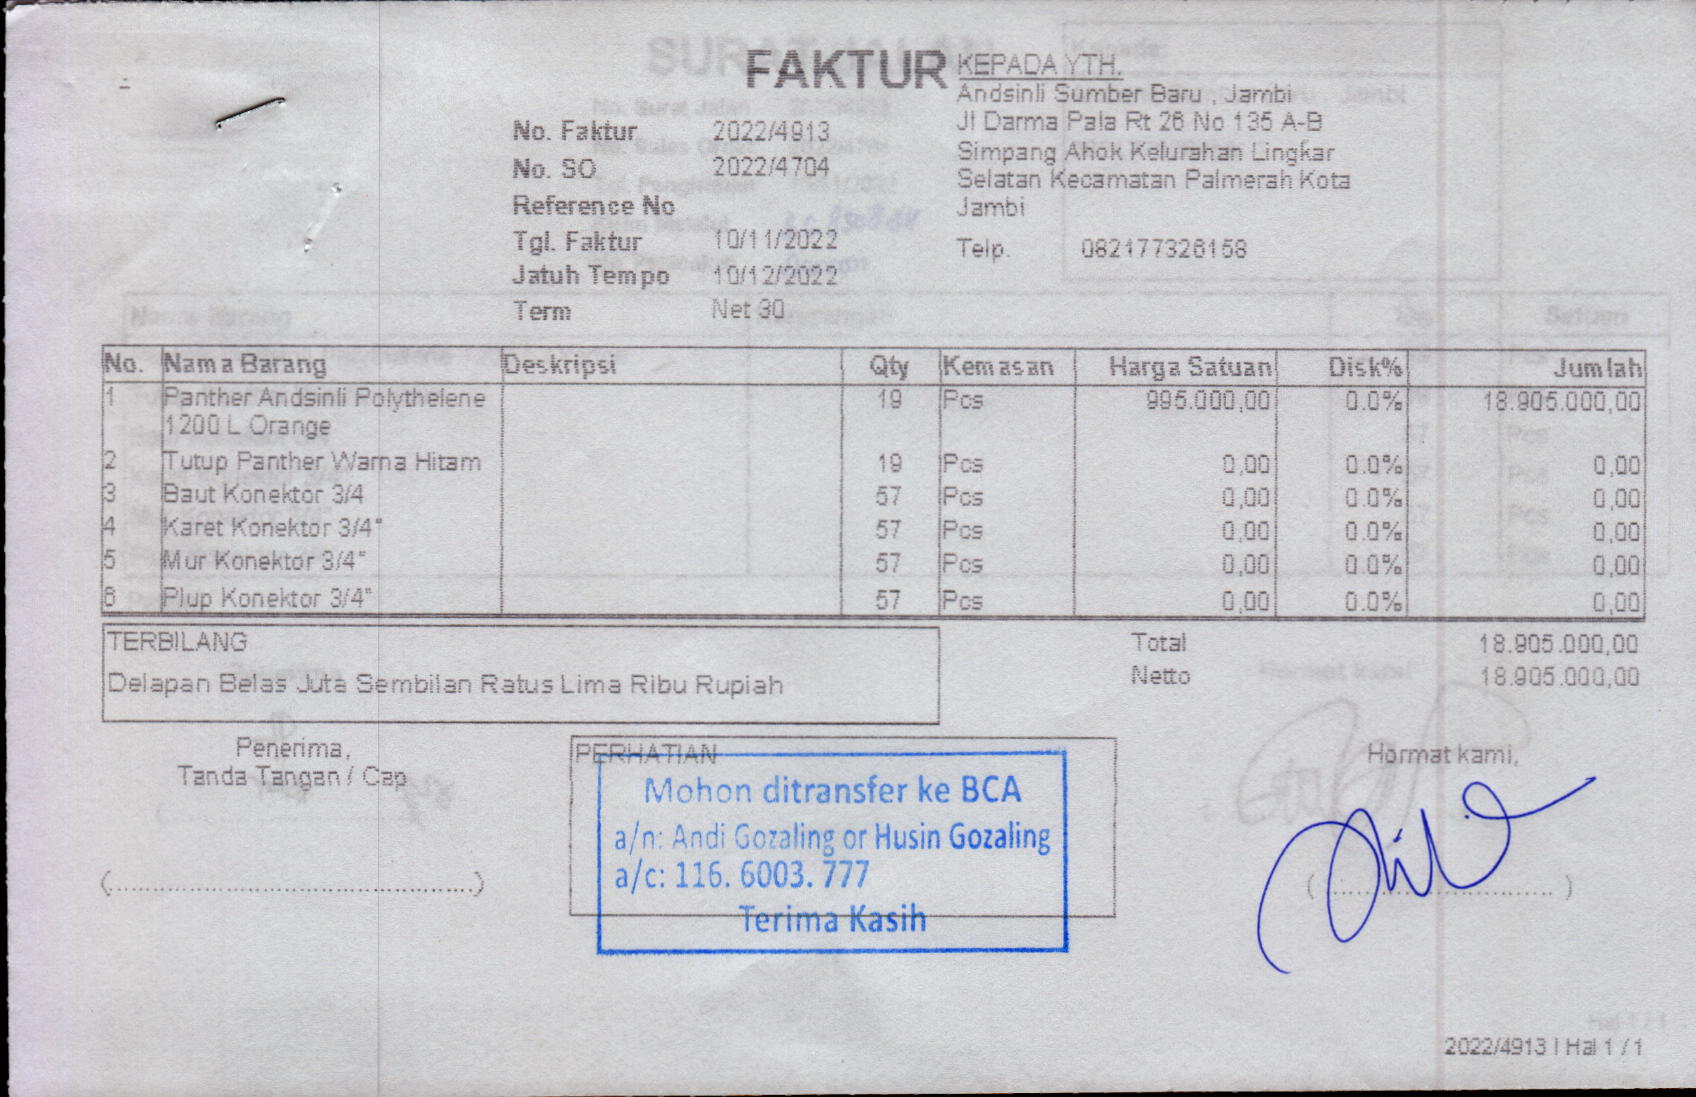 FAKTUR
KEPADA YTH.
Andsinli Sumber Baru , Jambi
Jl Darma Pala Rt 26 No 135 A-B
Simpang Ahok Kelurahan Lingkar
Selatan Kecamatan Palmerah Kota
Jambi
Telp. 082177326158
No. Faktur 2022/4913
No. SO 2022/4704
Reference No
Tgl. Faktur 10/11/2022
Jatuh Tempo 10/12/2022
Term Net 30
No. Nama Barang Deskripsi Qty Kemasan Harga Satuan Disk% Jumlah
1 Panther Andsinli Polythelene 19 Pcs 995.000,00 0.0% 18.905.000,00
1200 L Orange
2 Tutup Panther Warna Hitam 19 Pcs 0,00 0.0% 0,00
3 Baut Konektor 3/4 57 Pcs 0,00 0.0% 0,00
4 Karet Konektor 3/4" 57 Pcs 0,00 0.0% 0,00
5 Mur Konektor 3/4" 57 Pcs 0,00 0.0% 0,00
6 Plup Konektor 3/4" 57 Pcs 0,00 0.0% 0,00
TERBILANG
Delapan Belas Juta Sembilan Ratus Lima Ribu Rupiah
Total 18.905.000,00
Netto 18.905.000,00
Penerima,
Tanda Tangan / Cap
(................................................)
PERHATIAN
Mohon ditransfer ke BCA
a/n: Andi Gozaling or Husin Gozaling
a/c: 116. 6003. 777
Terima Kasih
Hormat kami,
(................................)
2022/4913 | Hal 1 / 1